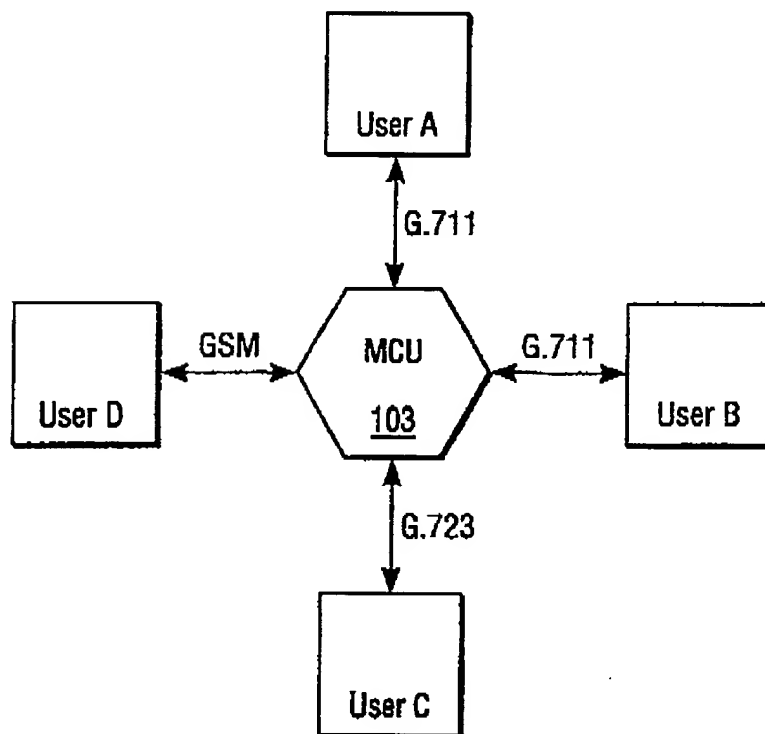 User A
G.711
GSM
MCU
G.711
User D
103
User B
G.723
User C